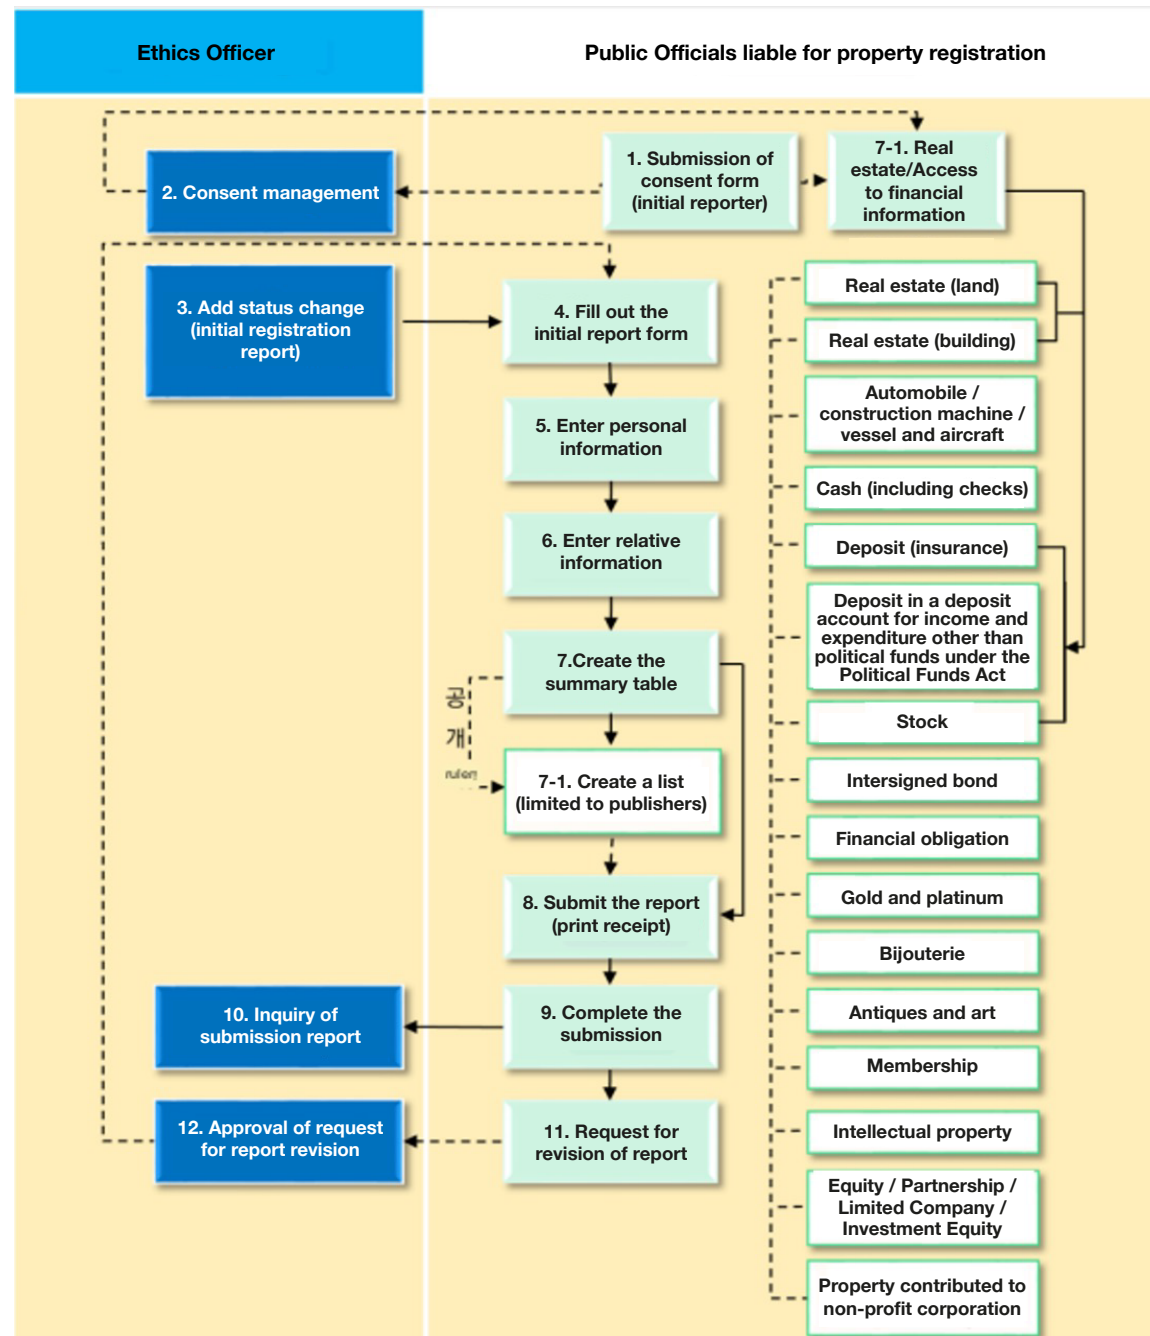 Ethics Officer
Public Officials liable for property registration
1. Submission of
consent form
(initial reporter)
7-1. Real
estate/Access
to financial
information
2. Consent management
3. Add status change
(initial registration
report)
4. Fill out the
initial report form
5. Enter personal
information
6. Enter relative
information
7.Create the
summary table
공
개
7-1. Create a list
(limited to publishers)
8. Submit the report
(print receipt)
9. Complete the
submission
10. Inquiry of
submission report
11. Request for
revision of report
12. Approval of request
for report revision
Real estate (land)
Real estate (building)
Automobile /
construction machine /
vessel and aircraft
Cash (including checks)
Deposit (insurance)
Deposit in a deposit
account for income and
expenditure other than
political funds under the
Political Funds Act
Stock
Intersigned bond
Financial obligation
Gold and platinum
Bijouterie
Antiques and art
Membership
Intellectual property
Equity / Partnership /
Limited Company /
Investment Equity
Property contributed to
non-profit corporation